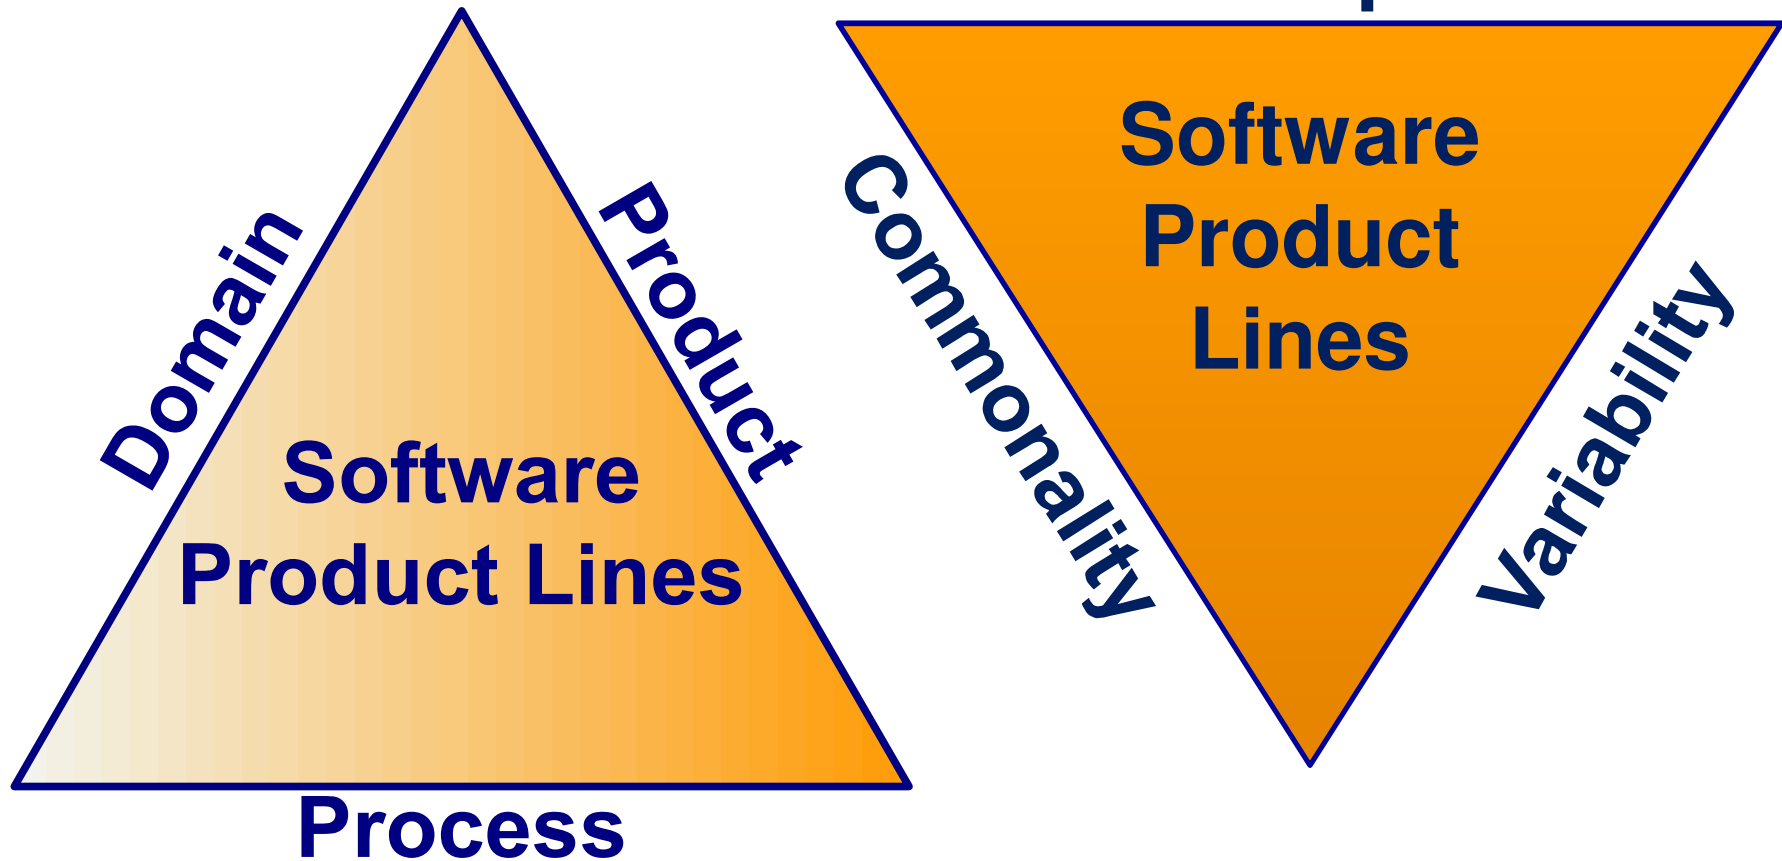 Domain
Product
Software
Product Lines
Process
Commonality
Software
Product
Lines
Variability